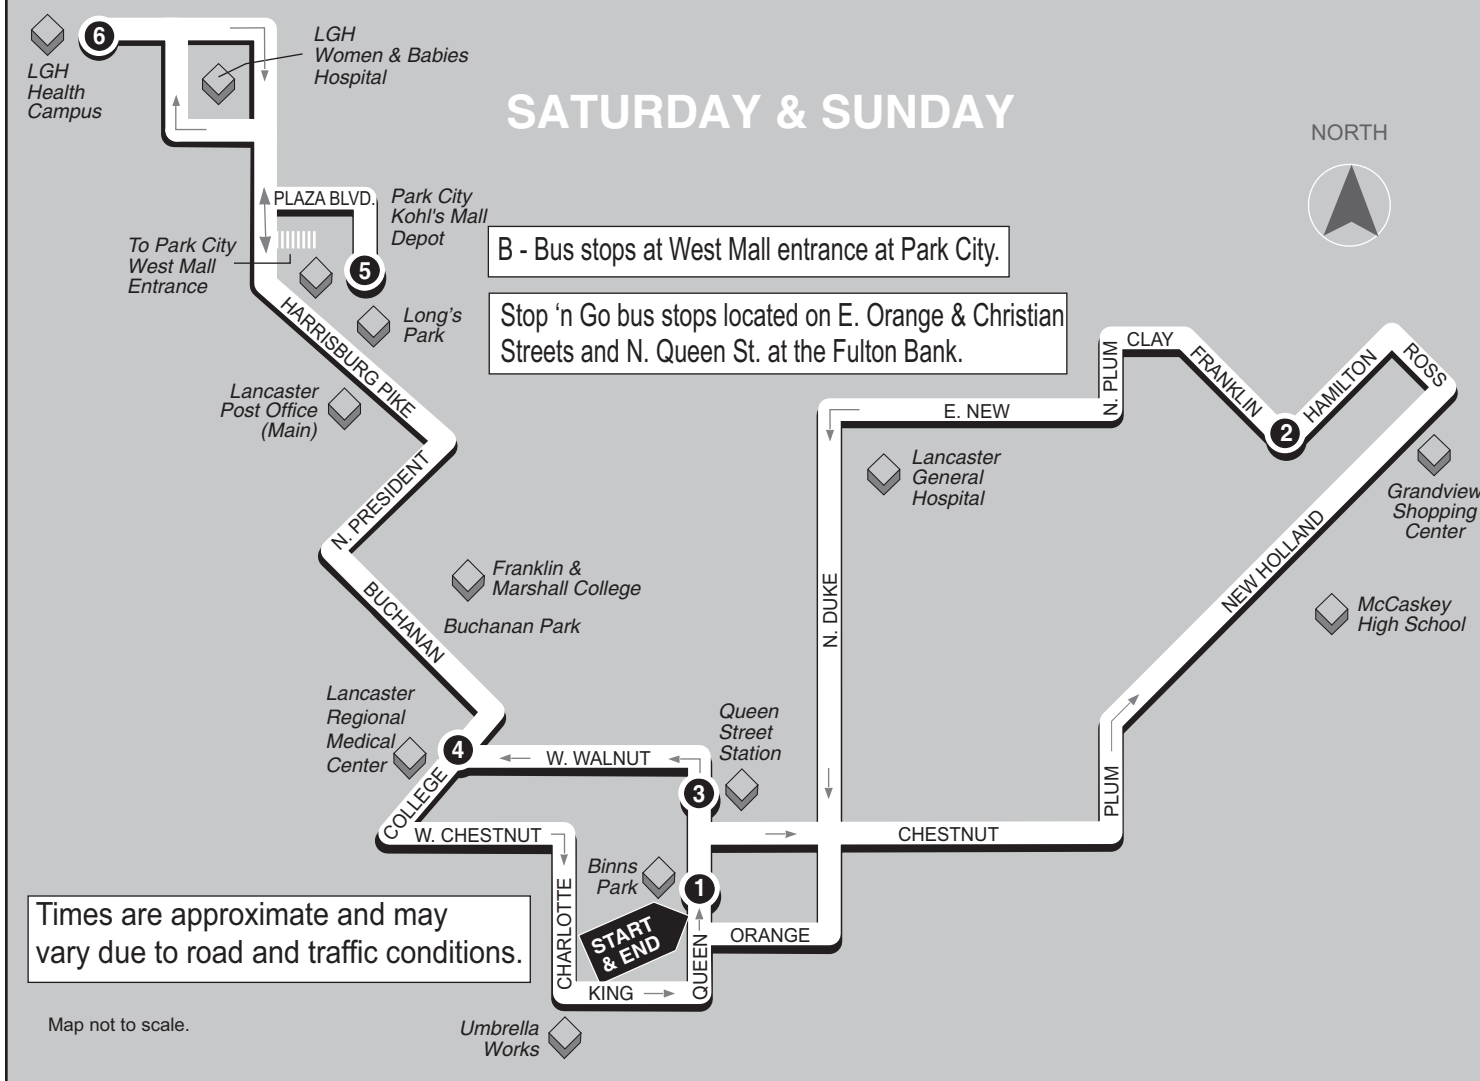 6
LGH
Health
Campus
LGH
Women & Babies
Hospital
SATURDAY & SUNDAY
NORTH
PLAZA BLVD.
Park City
Kohl's Mall
Depot
To Park City
West Mall
Entrance
5
B - Bus stops at West Mall entrance at Park City.
Stop ‘n Go bus stops located on E. Orange & Christian
Streets and N. Queen St. at the Fulton Bank.
Long’s
Park
HARRISBURG PIKE
Lancaster
Post Office
(Main)
N. PRESIDENT
BUCHANAN
Franklin &
Marshall College
Buchanan Park
CLAY
N. PLUM
FRANKLIN
2
HAMILTON
ROSS
E. NEW
Lancaster
General
Hospital
Grandview
Shopping
Center
NEW HOLLAND
McCaskey
High School
N. DUKE
Lancaster
Regional
Medical
Center
4
W. WALNUT
Queen
Street
Station
3
COLLEGE
W. CHESTNUT
CHESTNUT
PLUM
Binns
Park
1
CHARLOTTE
START
& END
QUEEN
ORANGE
KING
Times are approximate and may
vary due to road and traffic conditions.
Map not to scale.
Umbrella
Works